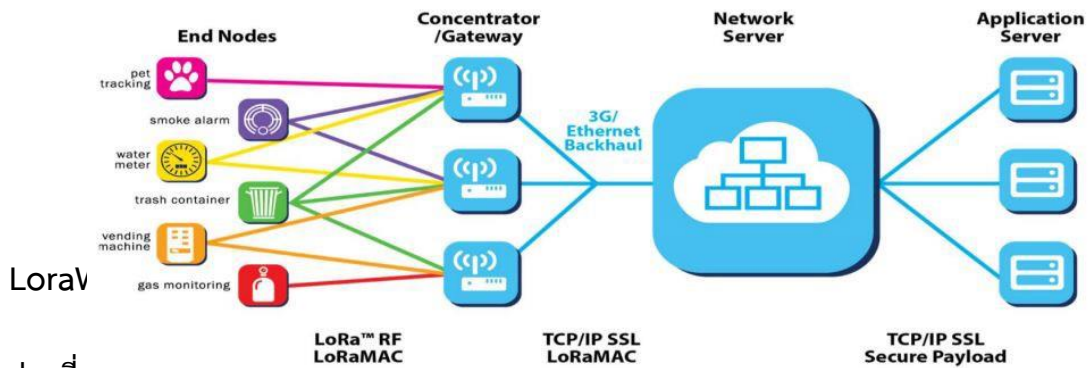 Concentrator
/Gateway
Network
Server
Application
Server
End Nodes
pet
tracking
smoke alarm
water
meter
trash container
vending
machine
gas monitoring
3G/
Ethernet
Backhaul
LoRa™ RF
LoRaMAC
TCP/IP SSL
LoRaMAC
TCP/IP SSL
Secure Payload